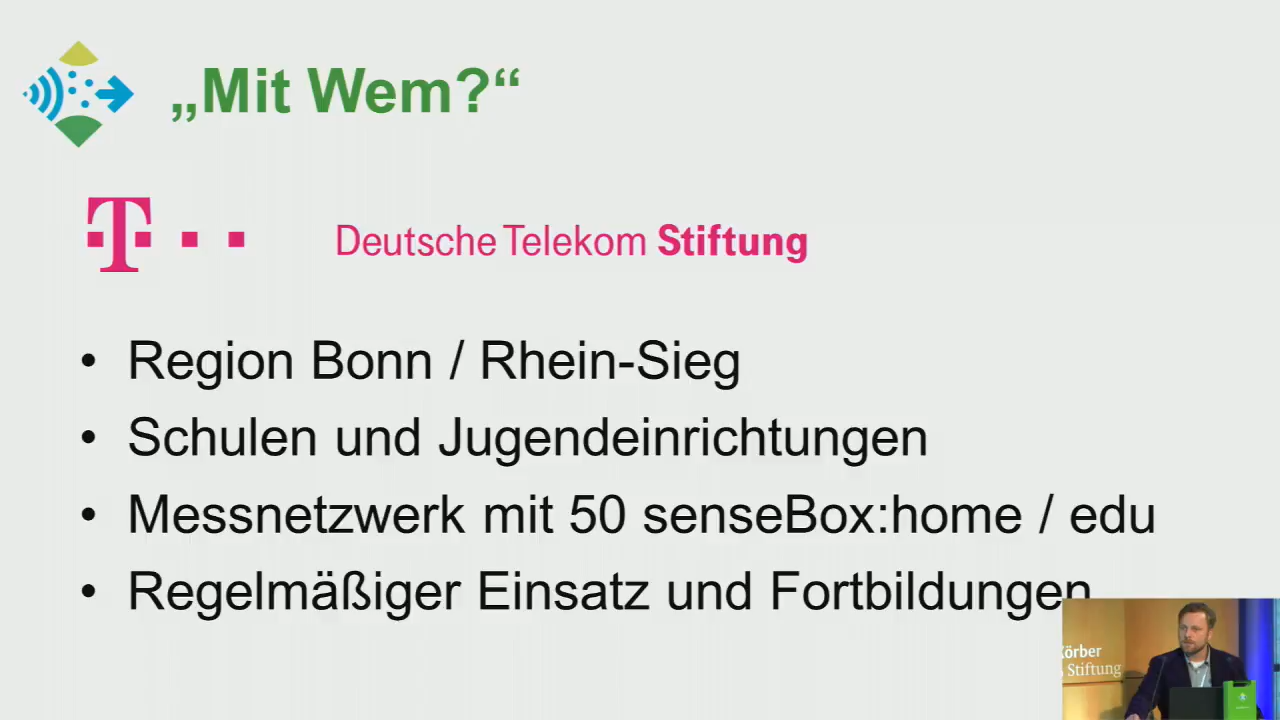 „Mit Wem?“
T
Deutsche Telekom Stiftung
• Region Bonn / Rhein-Sieg
• Schulen und Jugendeinrichtungen
• Messnetzwerk mit 50 senseBox:home / edu
• Regelmäßiger Einsatz und Fortbildungen
Körber
Stiftung